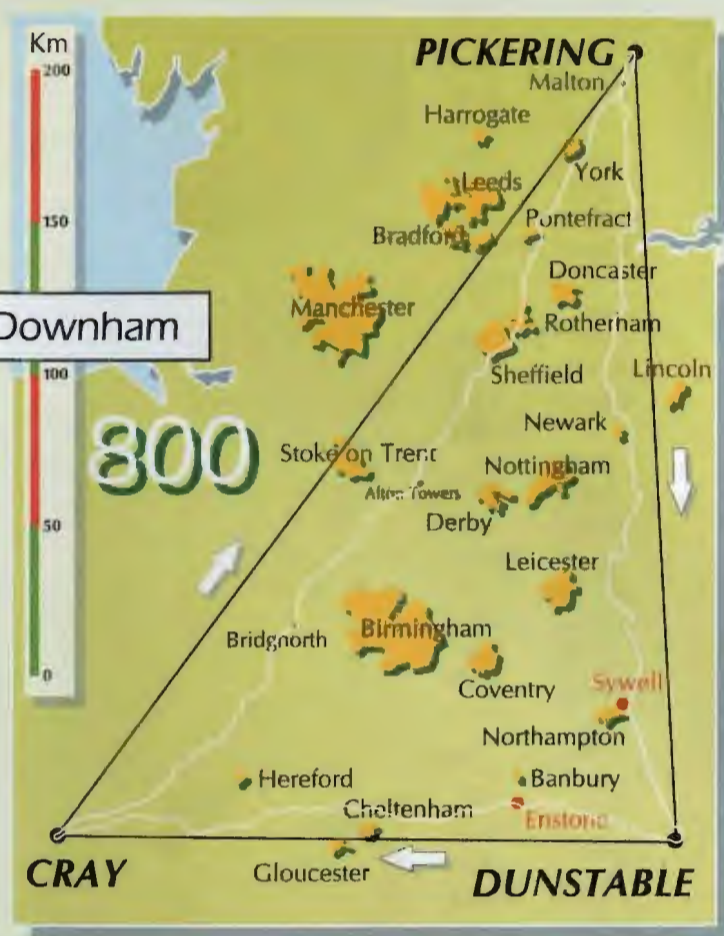 Km
200
150
100
50
0
PICKERING
Malton
Harrogate
York
Leeds
Pontefract
Bradford
Doncaster
Manchester
Rotherham
Downham
Sheffield
Lincoln
800
Newark
Stoke on Trent
Nottingham
Alton Towers
Derby
Leicester
Birmingham
Bridgnorth
Coventry
Sywell
Northampton
Hereford
Banbury
Cheltenham
Enstone
CRAY
Gloucester
DUNSTABLE